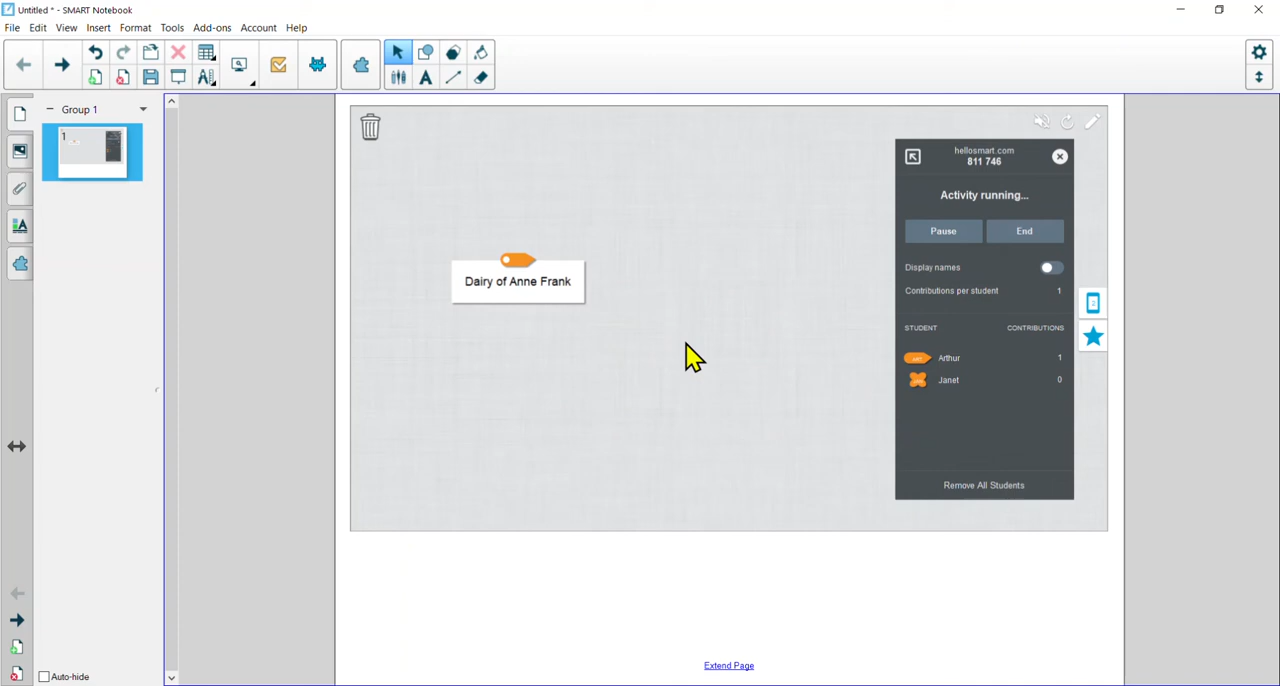 Untitled * - SMART Notebook
File Edit View Insert Format Tools Add-ons Account Help
Group 1
1
hellosmart.com
811 746
Activity running...
Pause End
Display names
Contributions per student 1
STUDENT CONTRIBUTIONS
Arthur 1
Janet 0
Remove All Students
Dairy of Anne Frank
2
Extend Page
Auto-hide